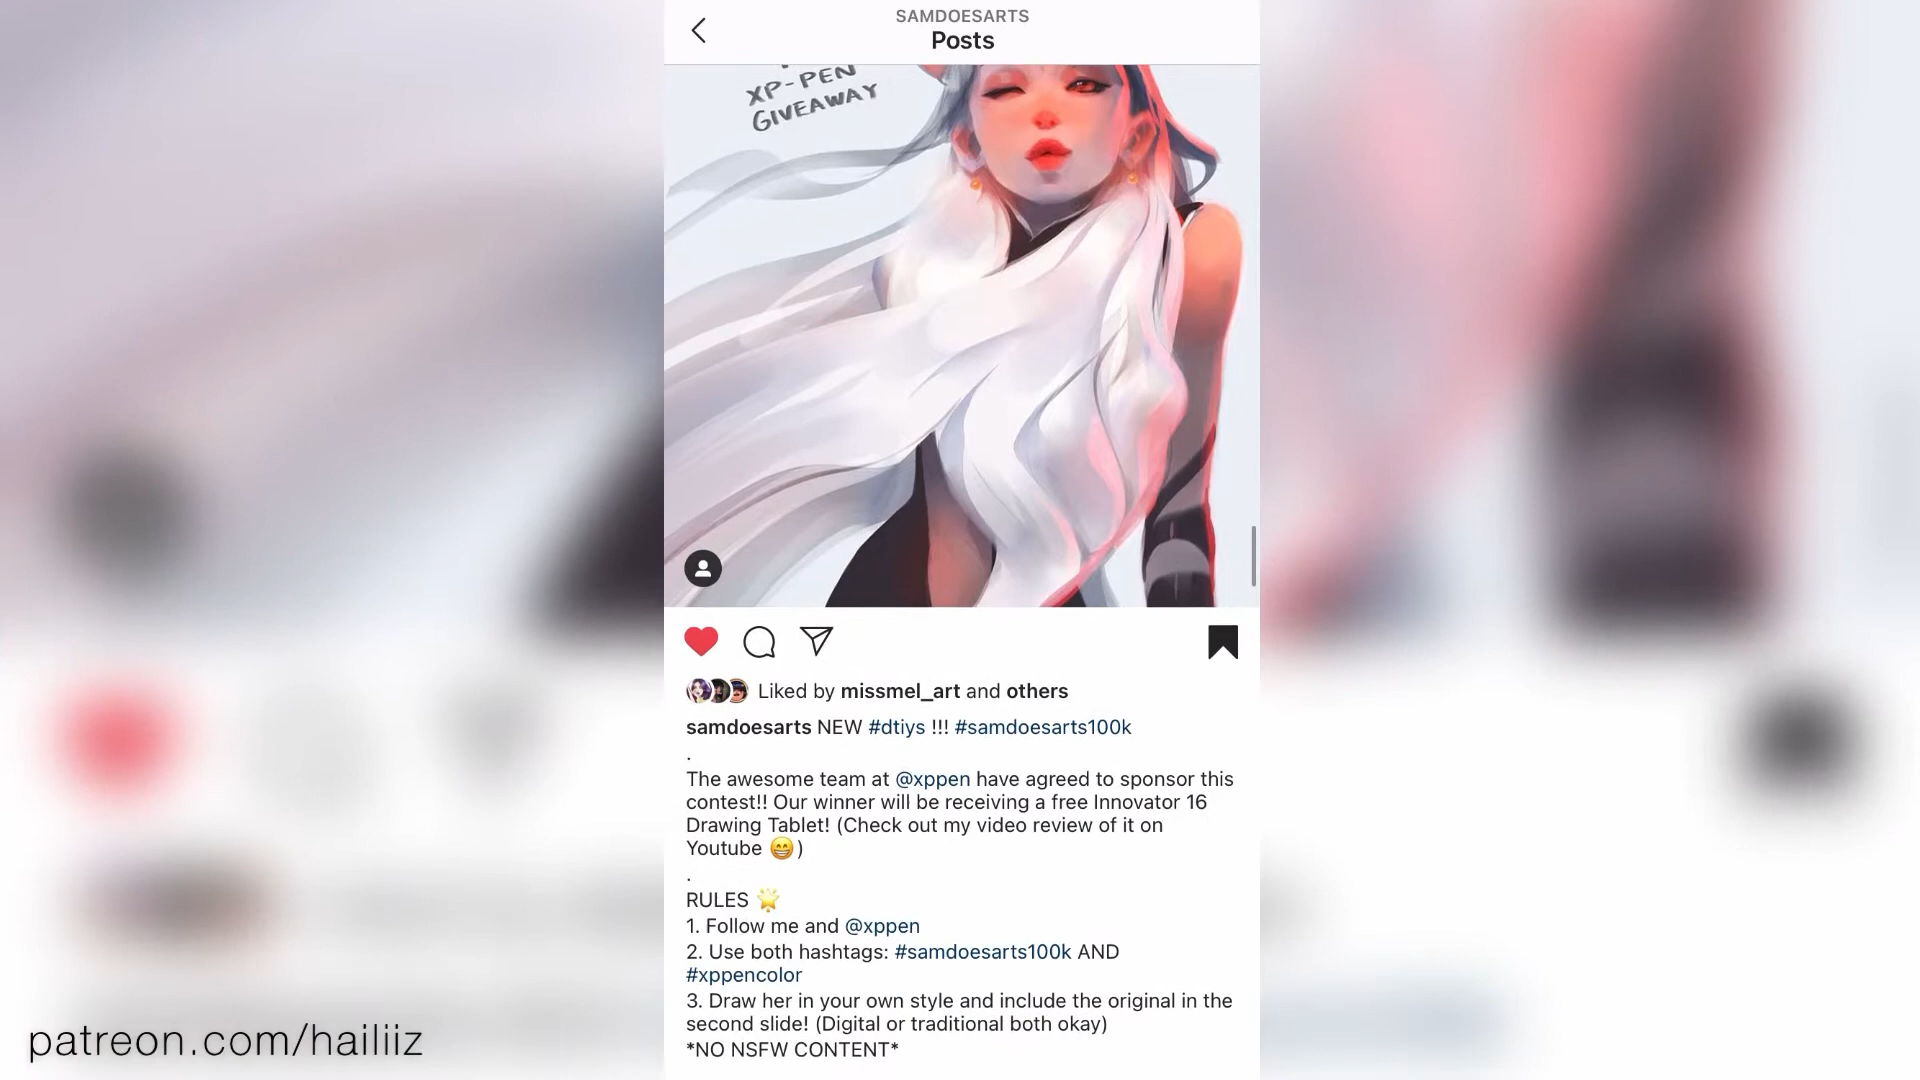 SAMDOESARTS
Posts
XP-PEN
GIVEAWAY
Liked by missmel_art and others
samdoesarts NEW #dtiys !!! #samdoesarts100k
.
The awesome team at @xppen have agreed to sponsor this
contest!! Our winner will be receiving a free Innovator 16
Drawing Tablet! (Check out my video review of it on
Youtube 😁)
.
RULES 🌟
1. Follow me and @xppen
2. Use both hashtags: #samdoesarts100k AND
#xppencolor
3. Draw her in your own style and include the original in the
second slide! (Digital or traditional both okay)
*NO NSFW CONTENT*
patreon.com/hailiiz